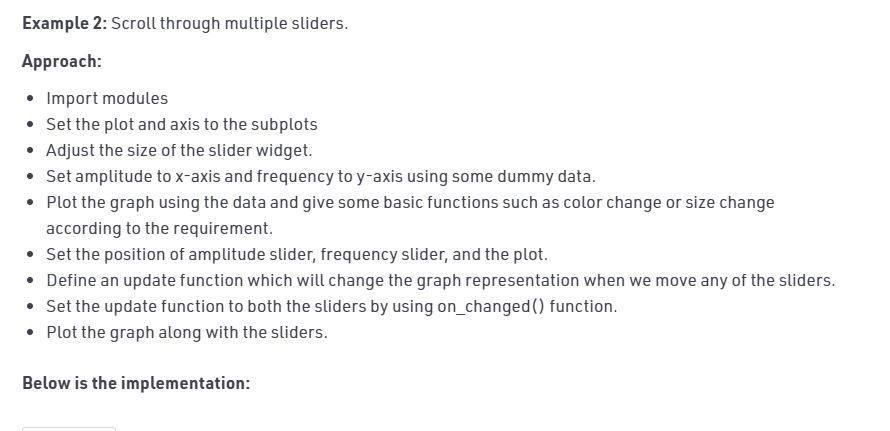 Example 2: Scroll through multiple sliders.
Approach:
• Import modules
• Set the plot and axis to the subplots
• Adjust the size of the slider widget.
• Set amplitude to x-axis and frequency to y-axis using some dummy data.
• Plot the graph using the data and give some basic functions such as color change or size change
according to the requirement.
• Set the position of amplitude slider, frequency slider, and the plot.
• Define an update function which will change the graph representation when we move any of the sliders.
• Set the update function to both the sliders by using on_changed() function.
• Plot the graph along with the sliders.
Below is the implementation: